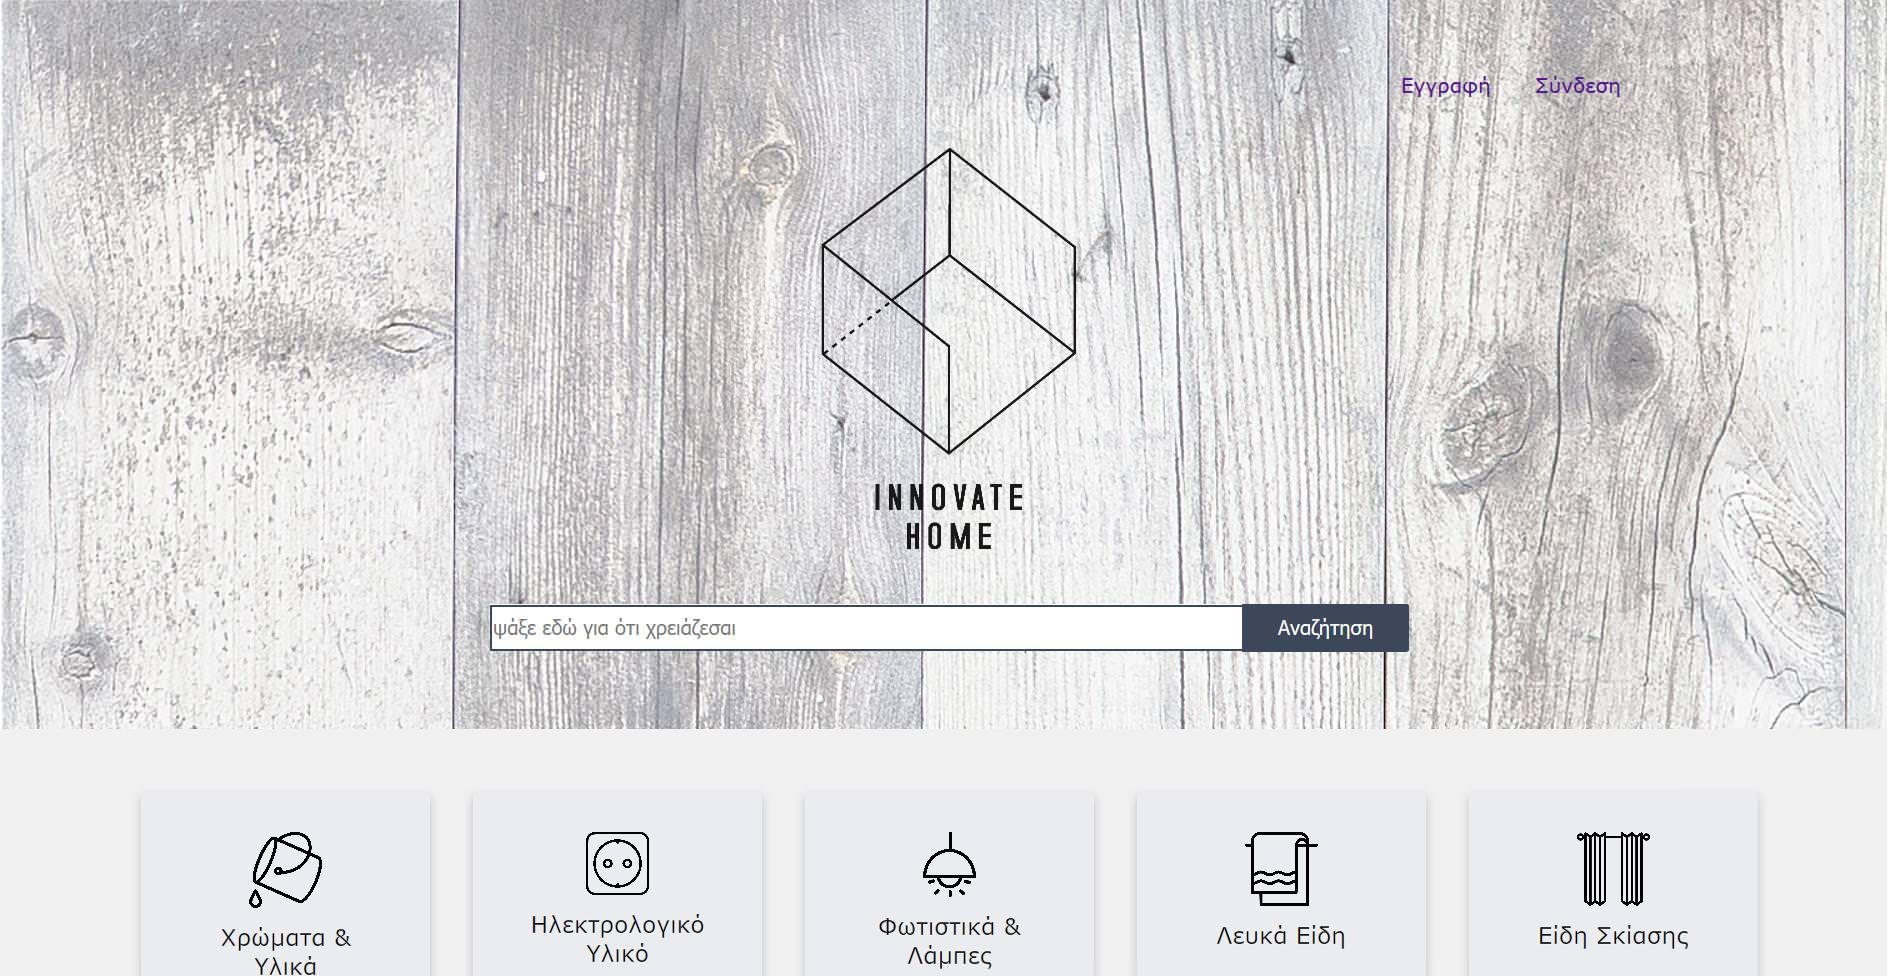 Εγγραφή Σύνδεση
INNOVATE
HOME
ψάξε εδώ για ότι χρειάζεσαι Αναζήτηση
Χρώματα &
Υλικά
Ηλεκτρολογικό
Υλικό
Φωτιστικά &
Λάμπες
Λευκά Είδη
Είδη Σκίασης